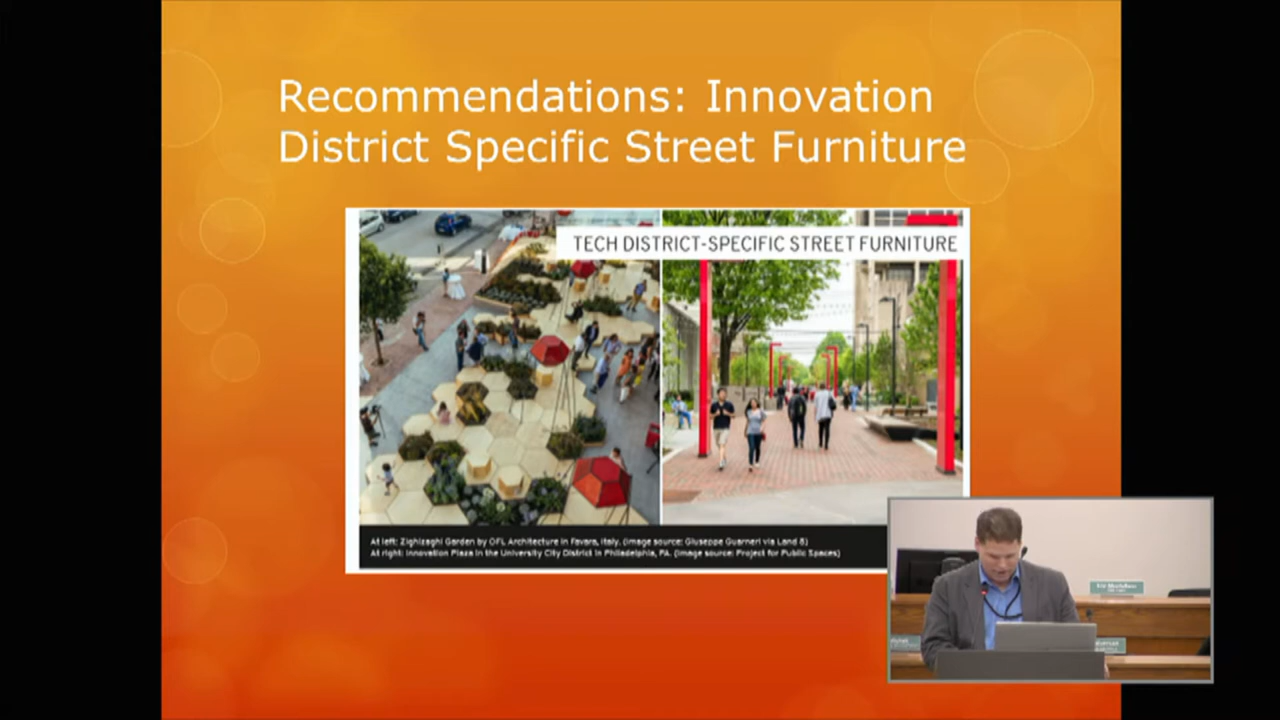 Recommendations: Innovation
District Specific Street Furniture
TECH DISTRICT-SPECIFIC STREET FURNITURE
At left: Zighizaghi Garden by OFL Architecture in Favara, Italy. (image source: Giuseppe Guarneri via Land 8)
At right: Innovation Plaza in the University City District in Philadelphia, PA. (image source: Project for Public Spaces)